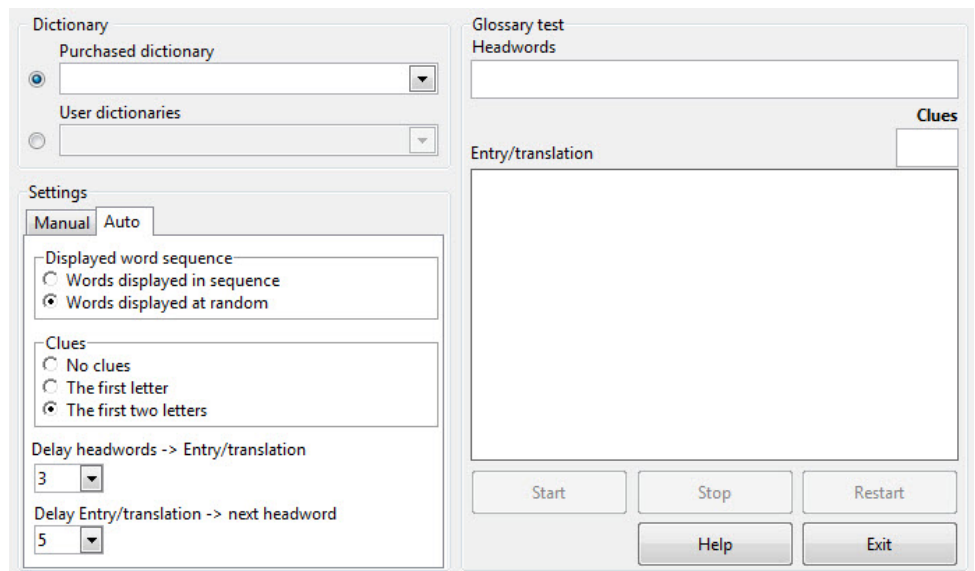 Dictionary
Purchased dictionary
User dictionaries
Settings
Manual Auto
Displayed word sequence
Words displayed in sequence
Words displayed at random
Clues
No clues
The first letter
The first two letters
Delay headwords -> Entry/translation
3
Delay Entry/translation -> next headword
5
Glossary test
Headwords
Clues
Entry/translation
Start Stop Restart
Help Exit